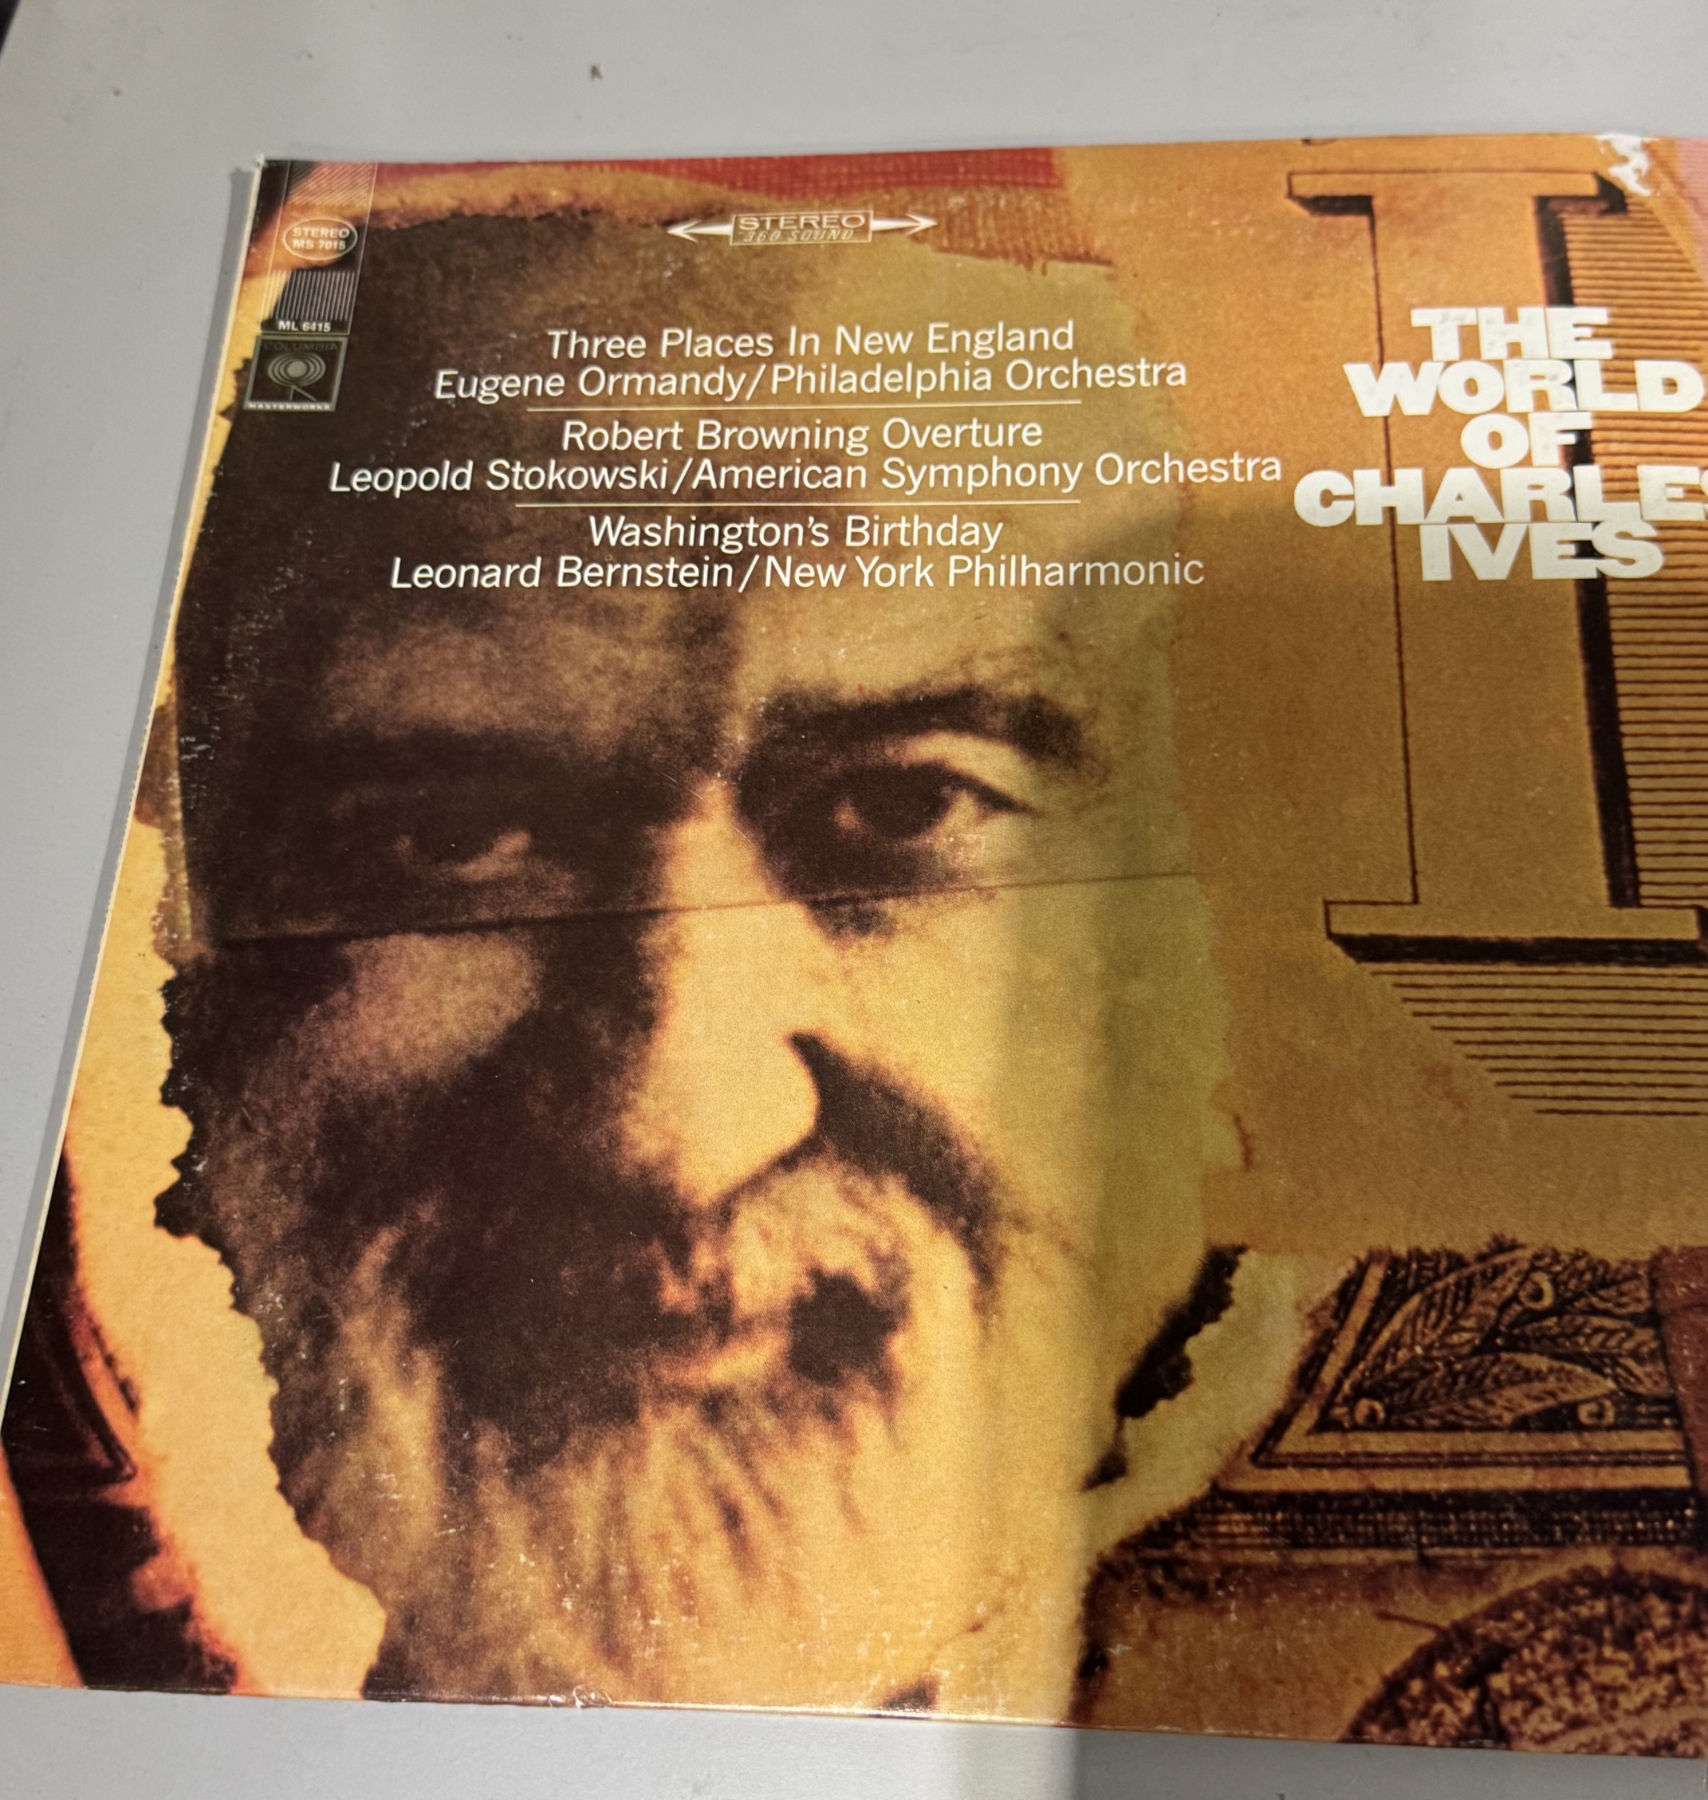 STEREO
MS 7015
ML 6415
COLUMBIA
MASTERWORKS
STEREO
360 SOUND
Three Places In New England
Eugene Ormandy/Philadelphia Orchestra
Robert Browning Overture
Leopold Stokowski/American Symphony Orchestra
Washington's Birthday
Leonard Bernstein/New York Philharmonic
THE
WORLD
OF
CHARLES
IVES